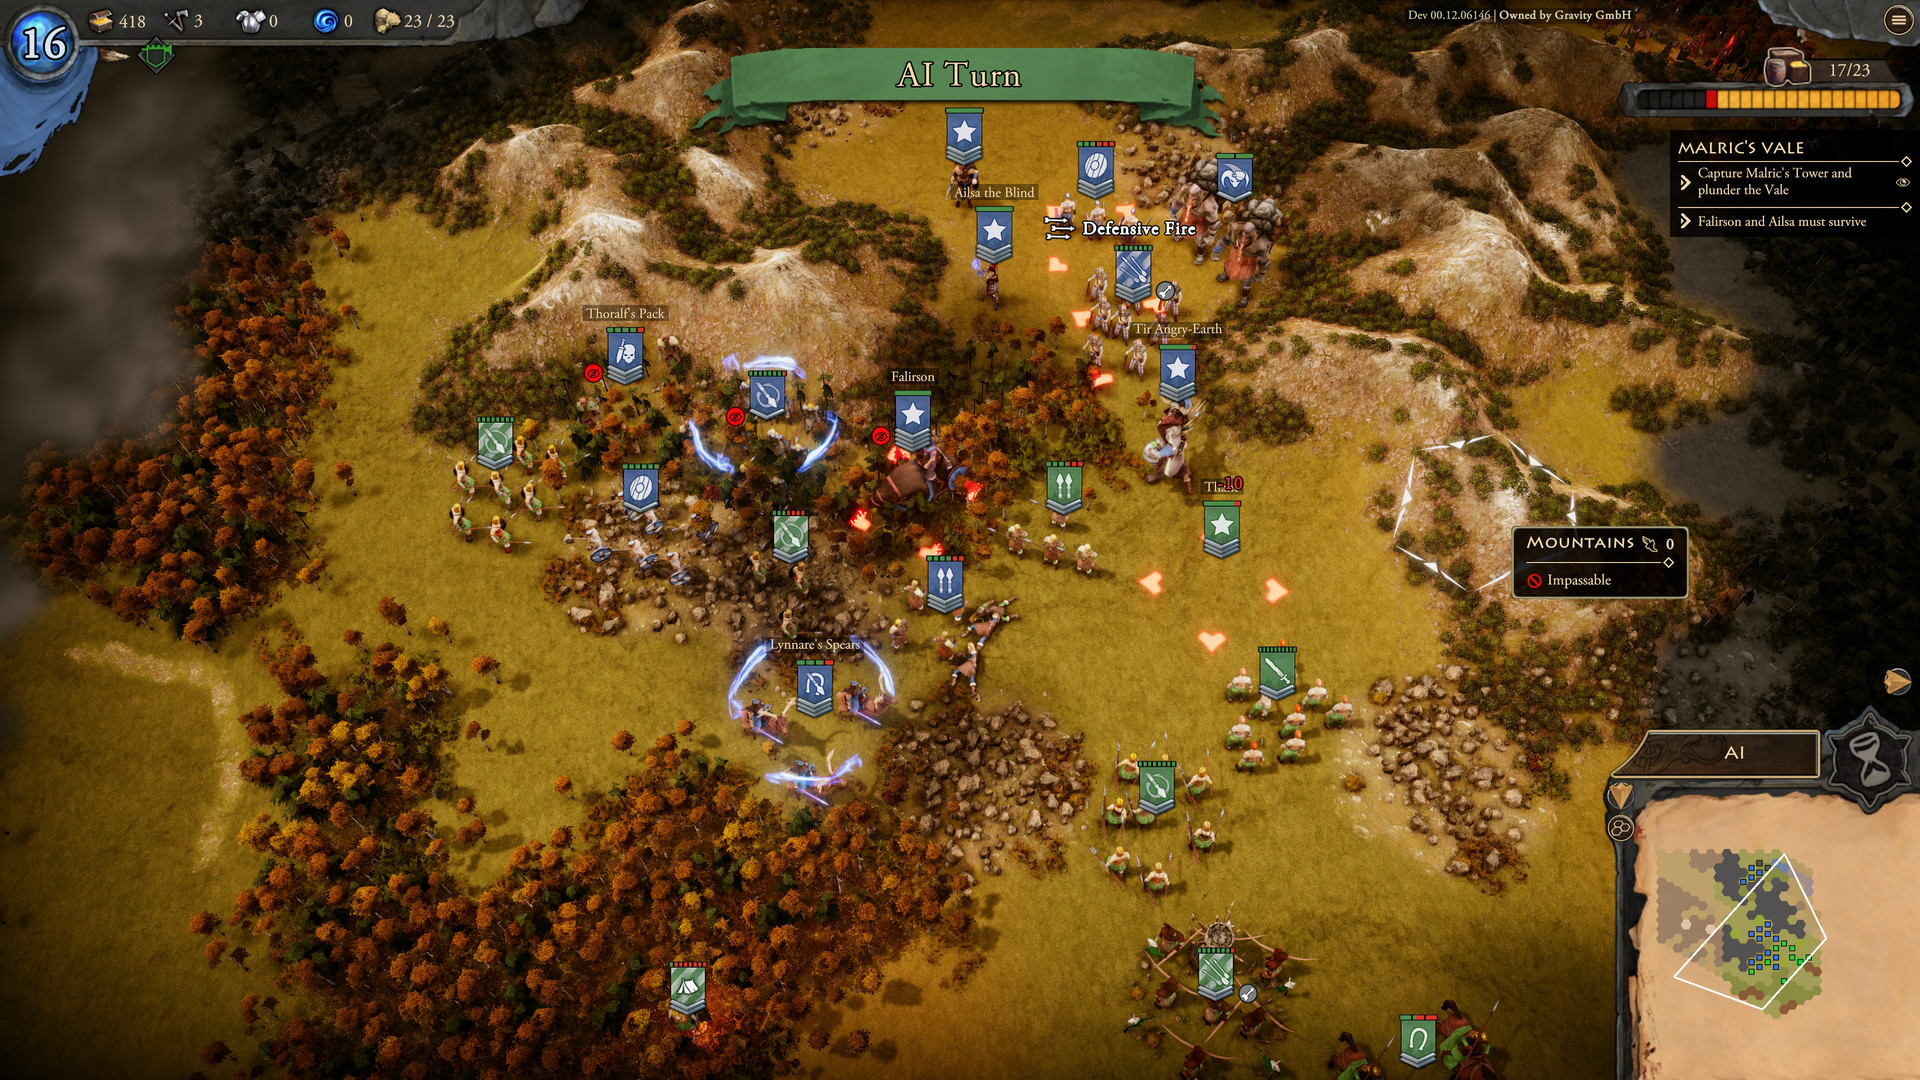 16
418
3
0
0
23 / 23
Dev 00.12.06146 | Owned by Gravity GmbH
AI Turn
17/23
MALRIC'S VALE
Capture Malric's Tower and
plunder the Vale
Falirson and Ailsa must survive
Ailsa the Blind
Defensive Fire
Thoralf's Pack
Tir Angry-Earth
Falirson
-10
MOUNTAINS 0
Impassable
Lynnare's Spears
AI